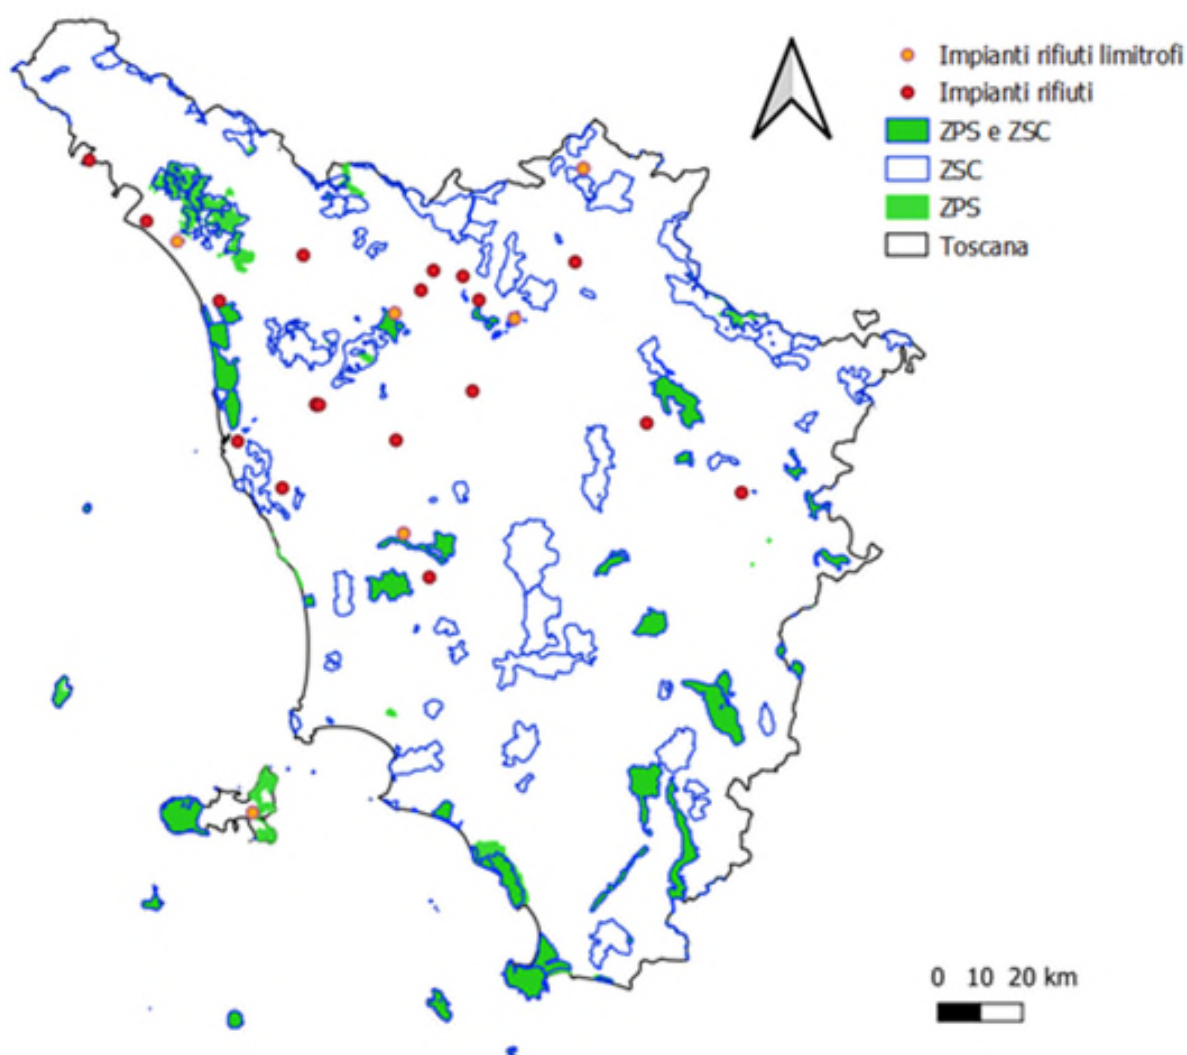 Impianti rifiuti limitrofi
Impianti rifiuti
ZPS e ZSC
ZSC
ZPS
Toscana
0 10 20 km